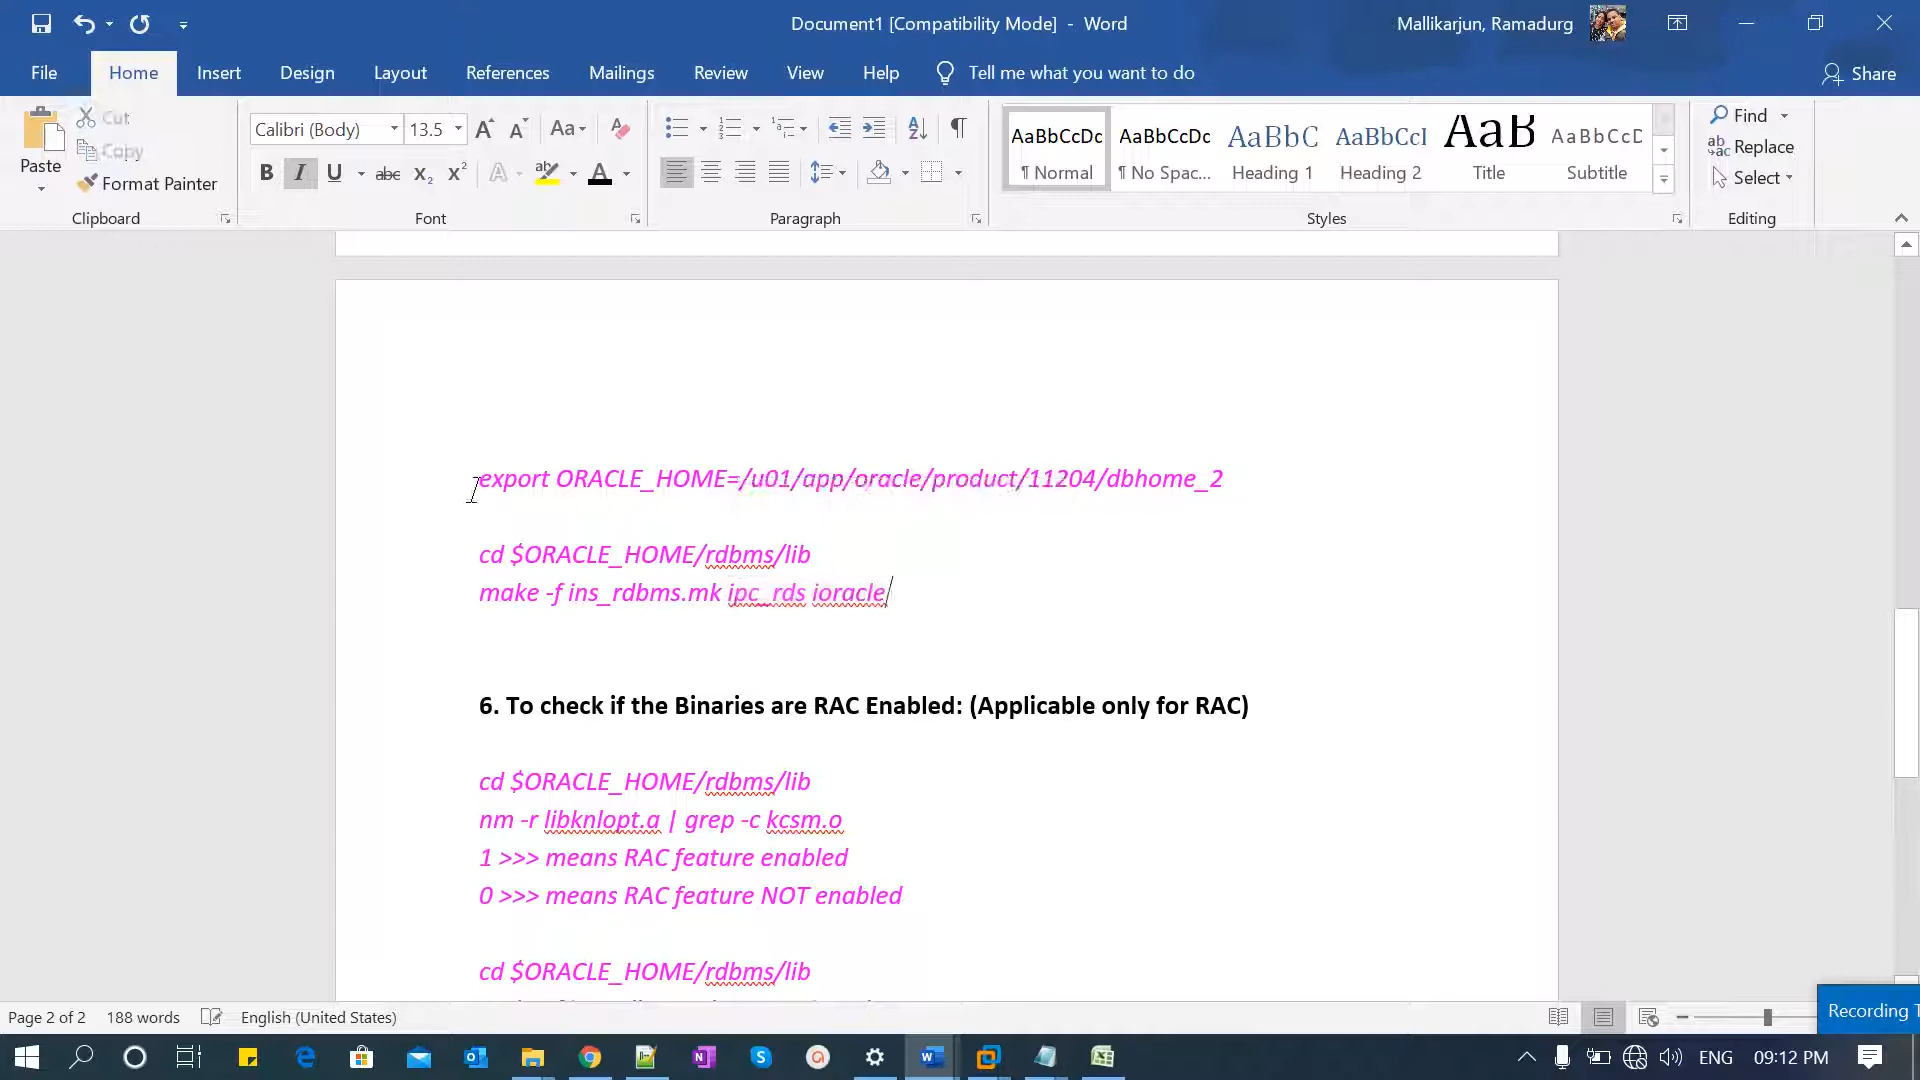 Document1 [Compatibility Mode] - Word
Mallikarjun, Ramadurg
File Home Insert Design Layout References Mailings Review View Help Tell me what you want to do Share
Paste
Cut
Copy
Format Painter
Clipboard
Calibri (Body) 13.5
Font
Paragraph
AaBbCcDc AaBbCcDc AaBbC AaBbCcI AaB AaBbCcD
¶ Normal ¶ No Spac... Heading 1 Heading 2 Title Subtitle
Styles
Find
Replace
Select
Editing
export ORACLE_HOME=/u01/app/oracle/product/11204/dbhome_2
cd $ORACLE_HOME/rdbms/lib
make -f ins_rdbms.mk ipc_rds ioracle
6. To check if the Binaries are RAC Enabled: (Applicable only for RAC)
cd $ORACLE_HOME/rdbms/lib
nm -r libknlopt.a | grep -c kcsm.o
1 >>> means RAC feature enabled
0 >>> means RAC feature NOT enabled
cd $ORACLE_HOME/rdbms/lib
Page 2 of 2 188 words English (United States)
Recording T
ENG 09:12 PM